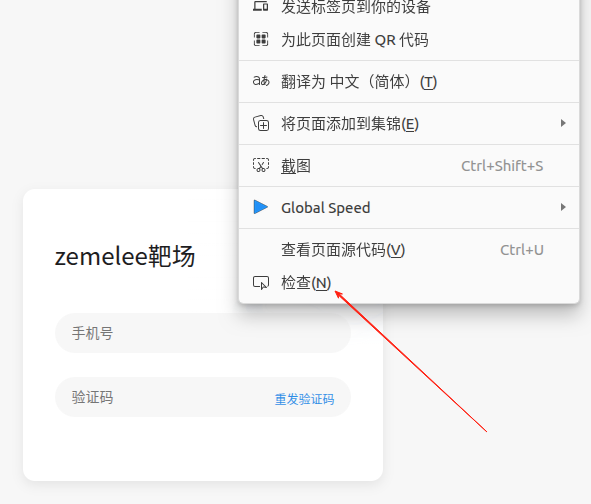 发送标签页到你的设备
为此页面创建 QR 代码
翻译为 中文（简体）(T)
将页面添加到集锦(E)
截图 Ctrl+Shift+S
Global Speed
查看页面源代码(V) Ctrl+U
检查(N)
zemelee靶场
手机号
验证码 重发验证码